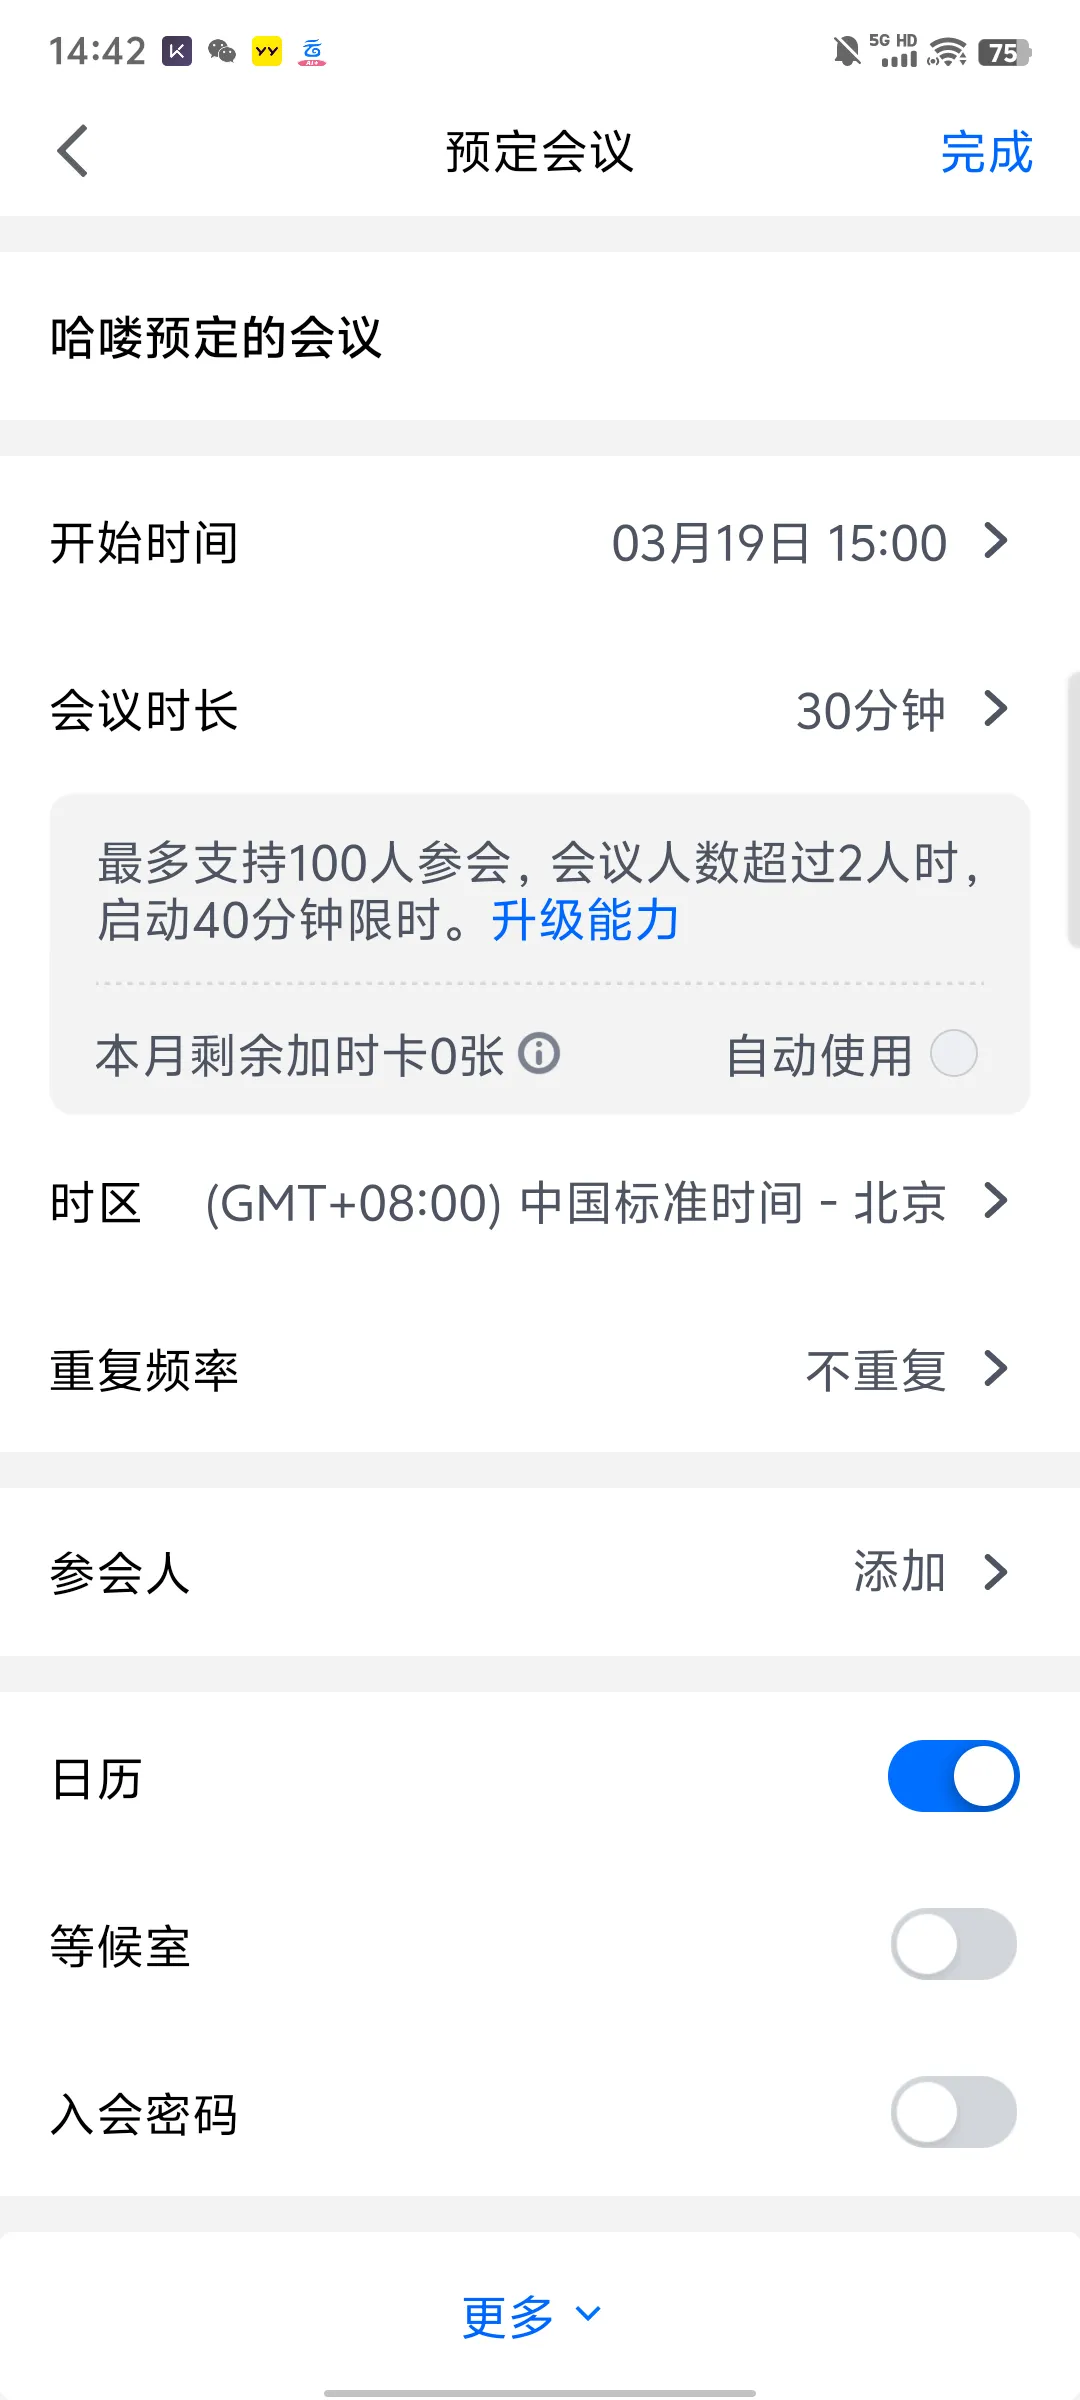 14:42
5G HD
75
预定会议
完成
哈喽预定的会议
开始时间
03月19日 15:00
会议时长
30分钟
最多支持100人参会，会议人数超过2人时，
启动40分钟限时。升级能力
本月剩余加时卡0张
自动使用
时区
(GMT+08:00) 中国标准时间 - 北京
重复频率
不重复
参会人
添加
日历
等候室
入会密码
更多